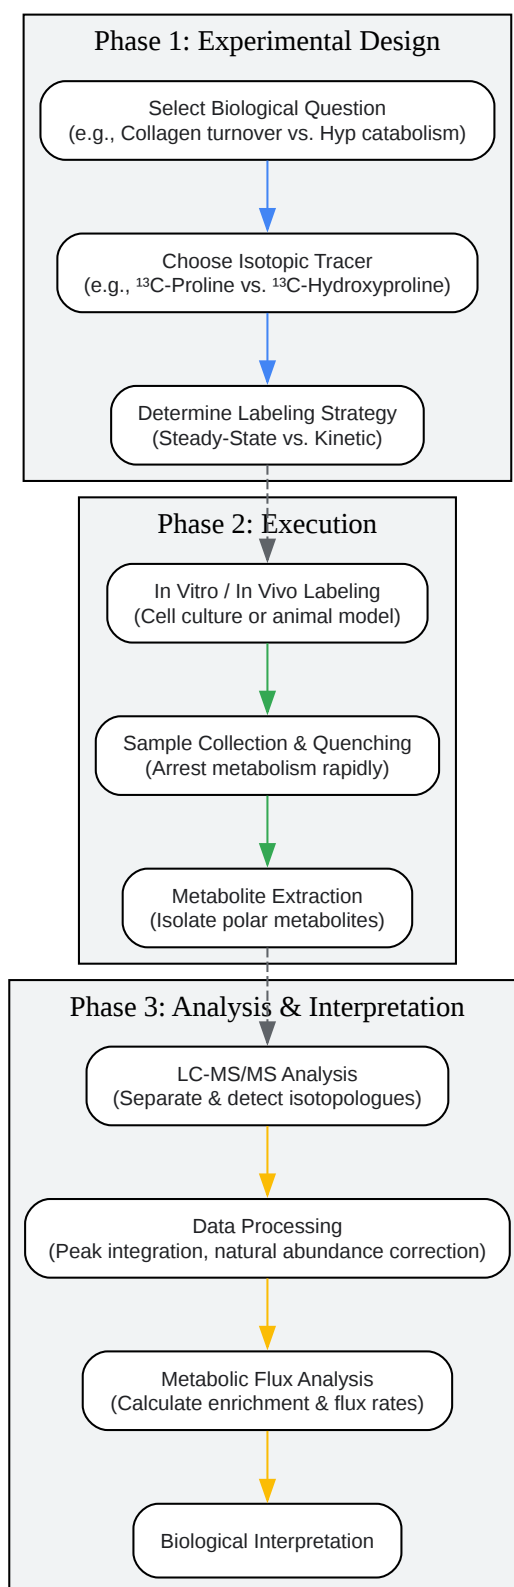 Phase 1: Experimental Design
Select Biological Question
(e.g., Collagen turnover vs. Hyp catabolism)
Choose Isotopic Tracer
(e.g., ¹³C-Proline vs. ¹³C-Hydroxyproline)
Determine Labeling Strategy
(Steady-State vs. Kinetic)
Phase 2: Execution
In Vitro / In Vivo Labeling
(Cell culture or animal model)
Sample Collection & Quenching
(Arrest metabolism rapidly)
Metabolite Extraction
(Isolate polar metabolites)
Phase 3: Analysis & Interpretation
LC-MS/MS Analysis
(Separate & detect isotopologues)
Data Processing
(Peak integration, natural abundance correction)
Metabolic Flux Analysis
(Calculate enrichment & flux rates)
Biological Interpretation